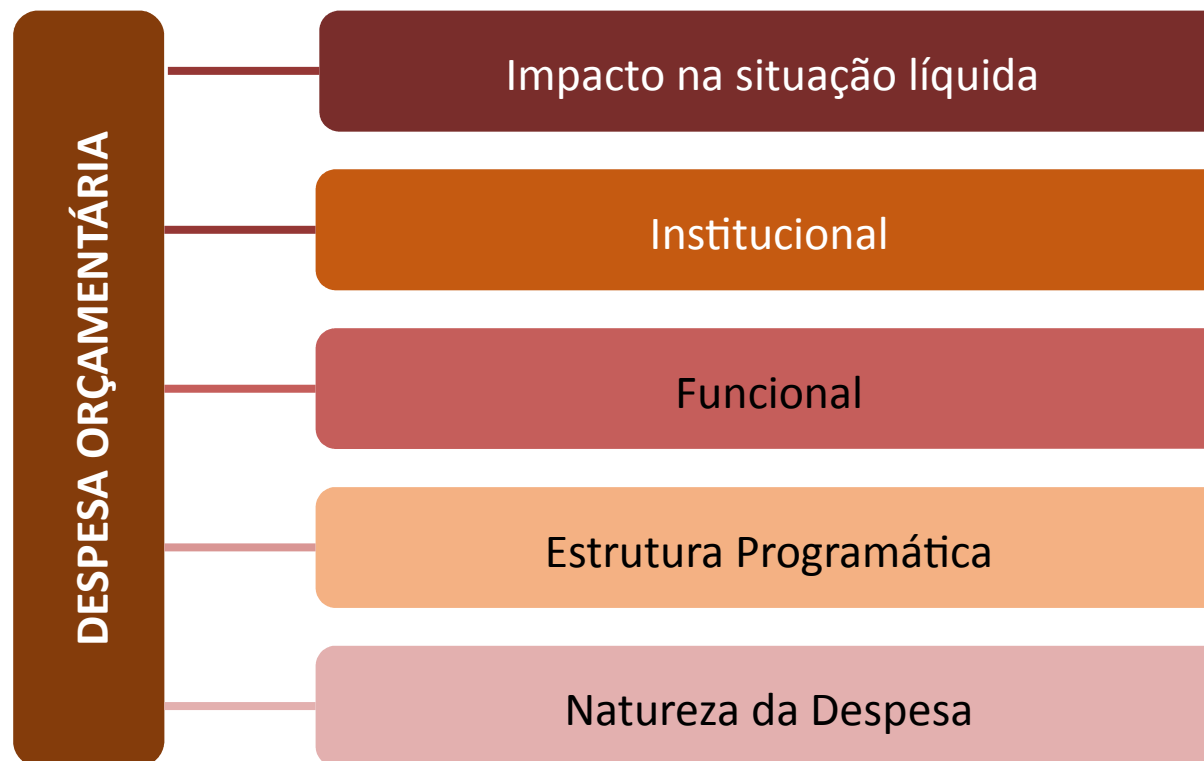 DESPESA ORÇAMENTÁRIA
Impacto na situação líquida
Institucional
Funcional
Estrutura Programática
Natureza da Despesa